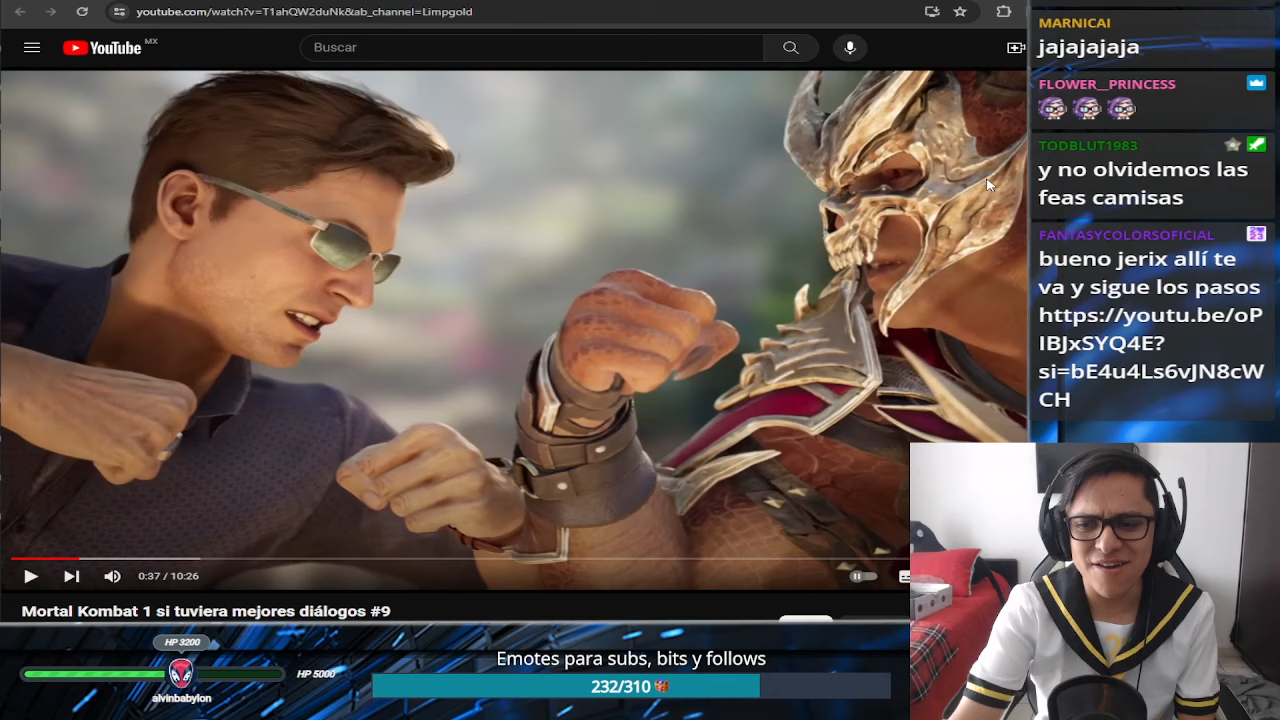 youtube.com/watch?v=T1ahQW2duNk&ab_channel=Limpgold
YouTube MX
Buscar
0:37 / 10:26
Mortal Kombat 1 si tuviera mejores diálogos #9
MARNICAI
jajajajaja
FLOWER__PRINCESS
TODBLUT1983
y no olvidemos las
feas camisas
FANTASYCOLORSOFICIAL
23
bueno jerix allí te
va y sigue los pasos
https://youtu.be/oP
IBJxSYQ4E?
si=bE4u4Ls6vJN8cW
CH
HP 3200
HP 5000
alvinbabylon
Emotes para subs, bits y follows
232/310